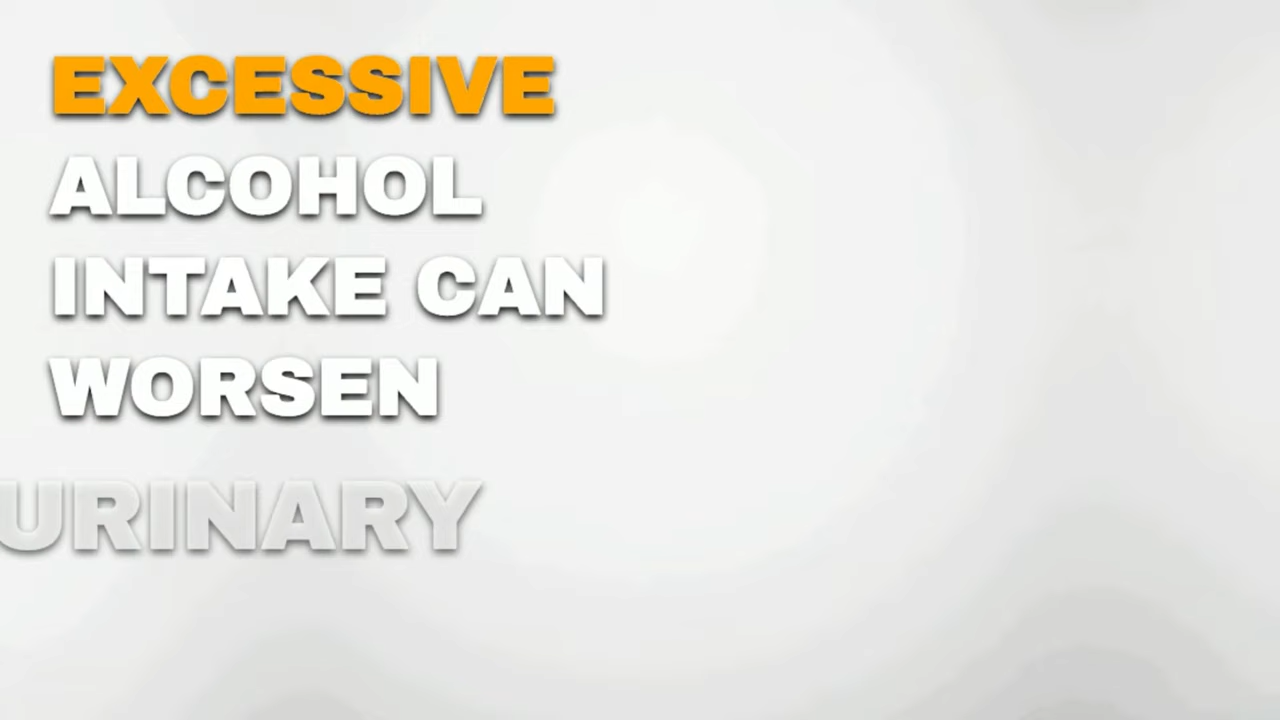 EXCESSIVE
ALCOHOL
INTAKE CAN
WORSEN
URINARY